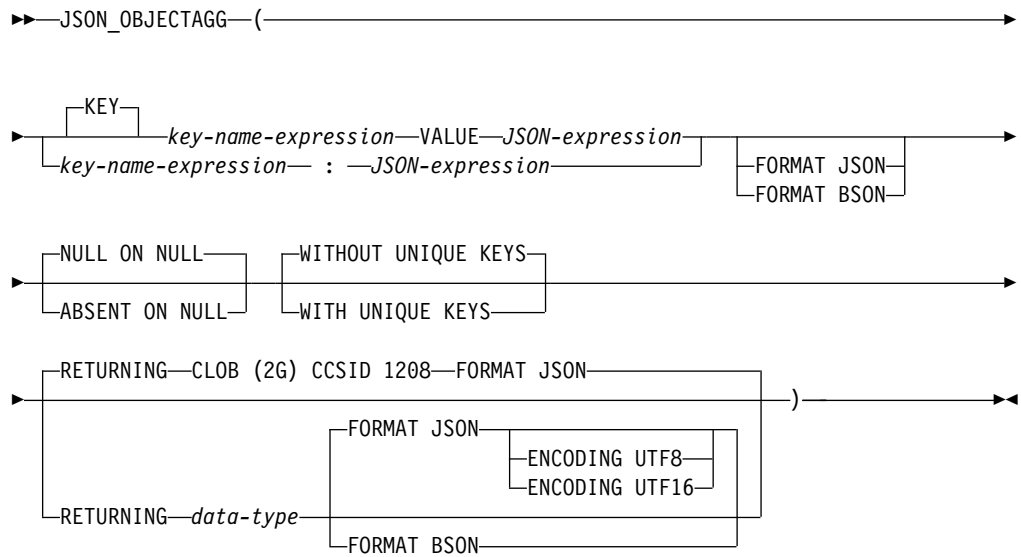 JSON_OBJECTAGG (
KEY
key-name-expression VALUE JSON-expression
key-name-expression : JSON-expression
FORMAT JSON
FORMAT BSON
NULL ON NULL WITHOUT UNIQUE KEYS
ABSENT ON NULL WITH UNIQUE KEYS
RETURNING CLOB (2G) CCSID 1208 FORMAT JSON
)
FORMAT JSON
ENCODING UTF8
ENCODING UTF16
RETURNING data-type
FORMAT BSON